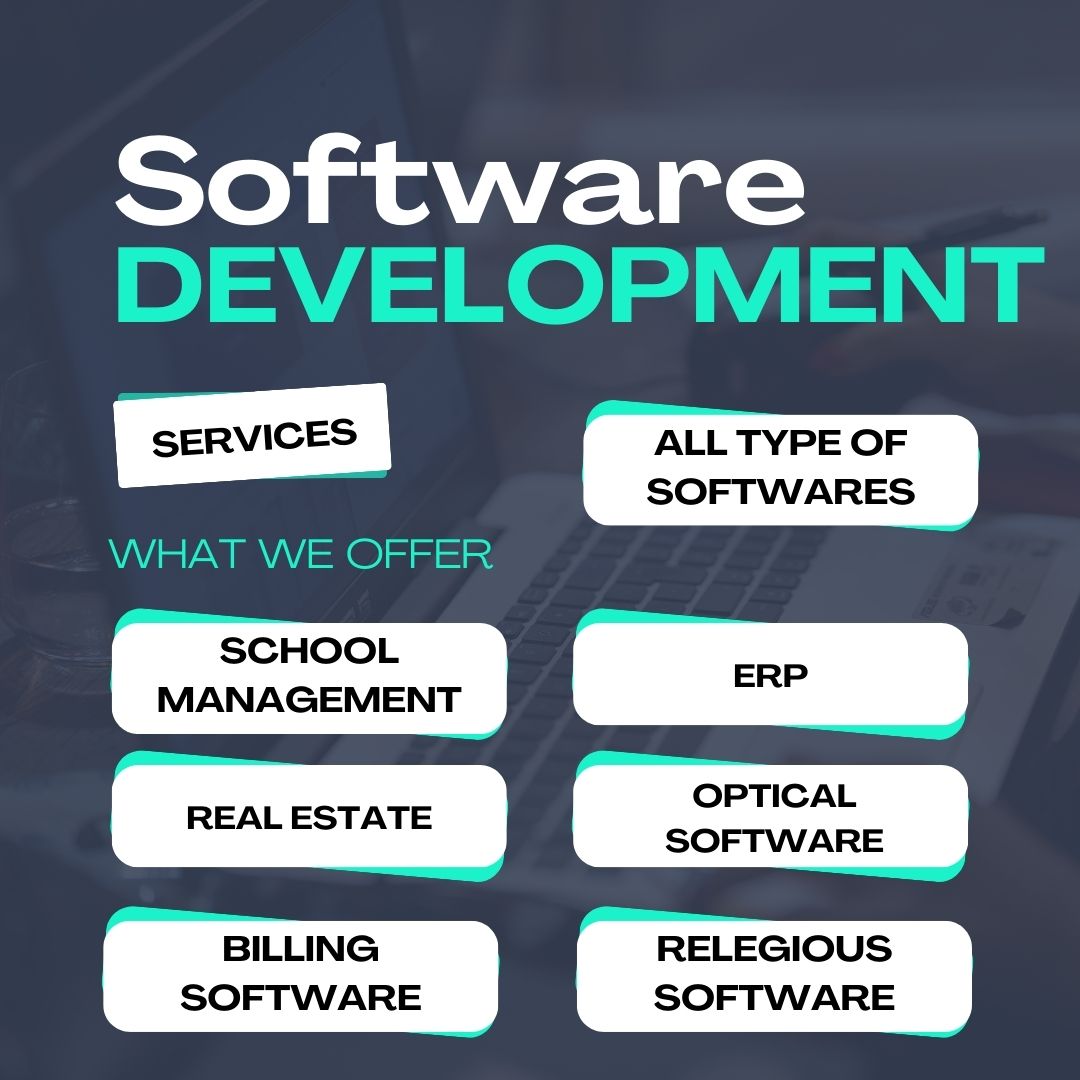 Software
DEVELOPMENT
SERVICES
ALL TYPE OF
SOFTWARES
WHAT WE OFFER
SCHOOL
MANAGEMENT
ERP
REAL ESTATE
OPTICAL
SOFTWARE
BILLING
SOFTWARE
RELEGIOUS
SOFTWARE